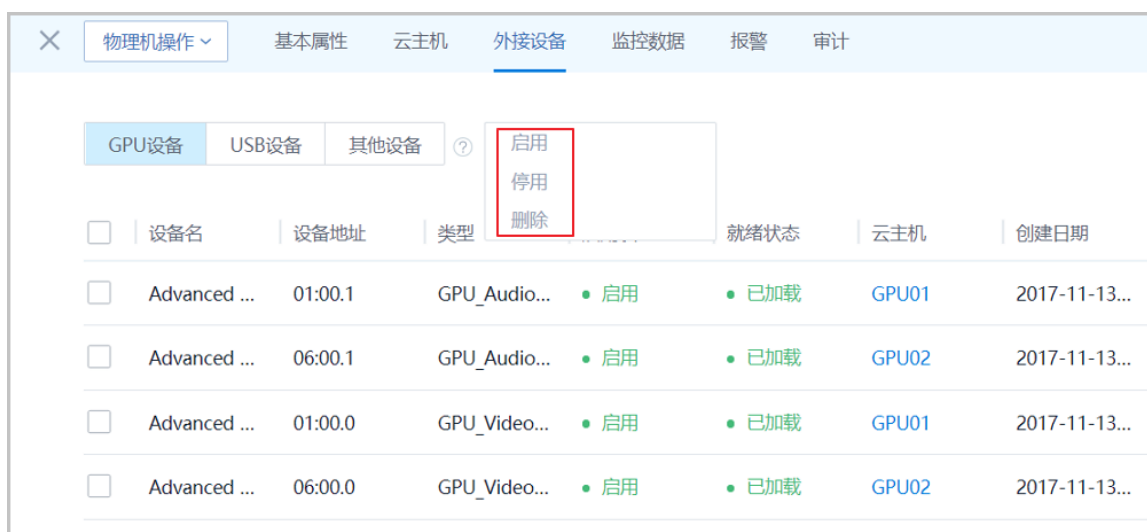 物理机操作 基本属性 云主机 外接设备 监控数据 报警 审计
GPU设备 USB设备 其他设备 ? 启用
停用
删除
设备名 设备地址 类型 就绪状态 云主机 创建日期
Advanced ... 01:00.1 GPU_Audio... 启用 已加载 GPU01 2017-11-13...
Advanced ... 06:00.1 GPU_Audio... 启用 已加载 GPU02 2017-11-13...
Advanced ... 01:00.0 GPU_Video... 启用 已加载 GPU01 2017-11-13...
Advanced ... 06:00.0 GPU_Video... 启用 已加载 GPU02 2017-11-13...